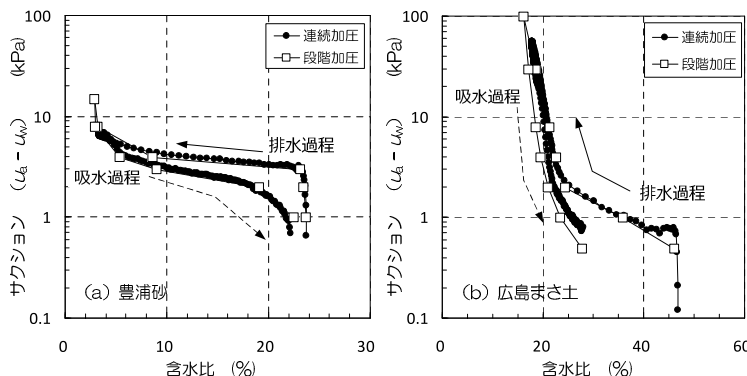 100
10
1
0.1
サクション (ua - uw) (kPa)
連続加圧
段階加圧
排水過程
吸水過程
(a) 豊浦砂
0
10
20
30
含水比 (%)
100
10
1
0.1
サクション (ua - uw) (kPa)
連続加圧
段階加圧
吸水過程
排水過程
(b) 広島まさ土
0
20
40
60
含水比 (%)